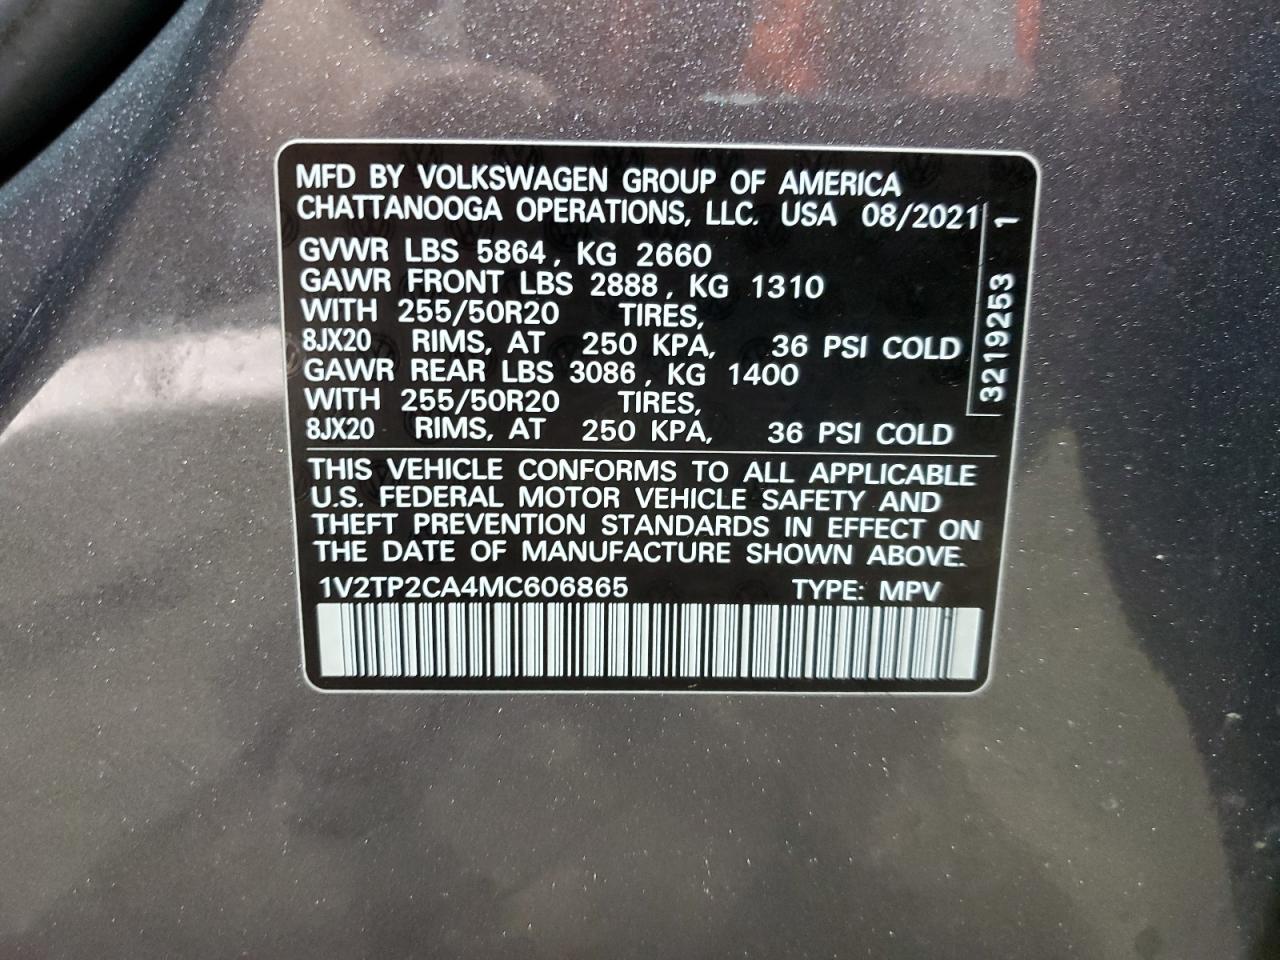 MFD BY VOLKSWAGEN GROUP OF AMERICA
CHATTANOOGA OPERATIONS, LLC. USA 08/2021
GVWR LBS 5864, KG 2660
GAWR FRONT LBS 2888, KG 1310
WITH 255/50R20 TIRES,
8JX20 RIMS, AT 250 KPA, 36 PSI COLD
GAWR REAR LBS 3086, KG 1400
WITH 255/50R20 TIRES,
8JX20 RIMS, AT 250 KPA, 36 PSI COLD
3219253 1
THIS VEHICLE CONFORMS TO ALL APPLICABLE
U.S. FEDERAL MOTOR VEHICLE SAFETY AND
THEFT PREVENTION STANDARDS IN EFFECT ON
THE DATE OF MANUFACTURE SHOWN ABOVE.
1V2TP2CA4MC606865 TYPE: MPV